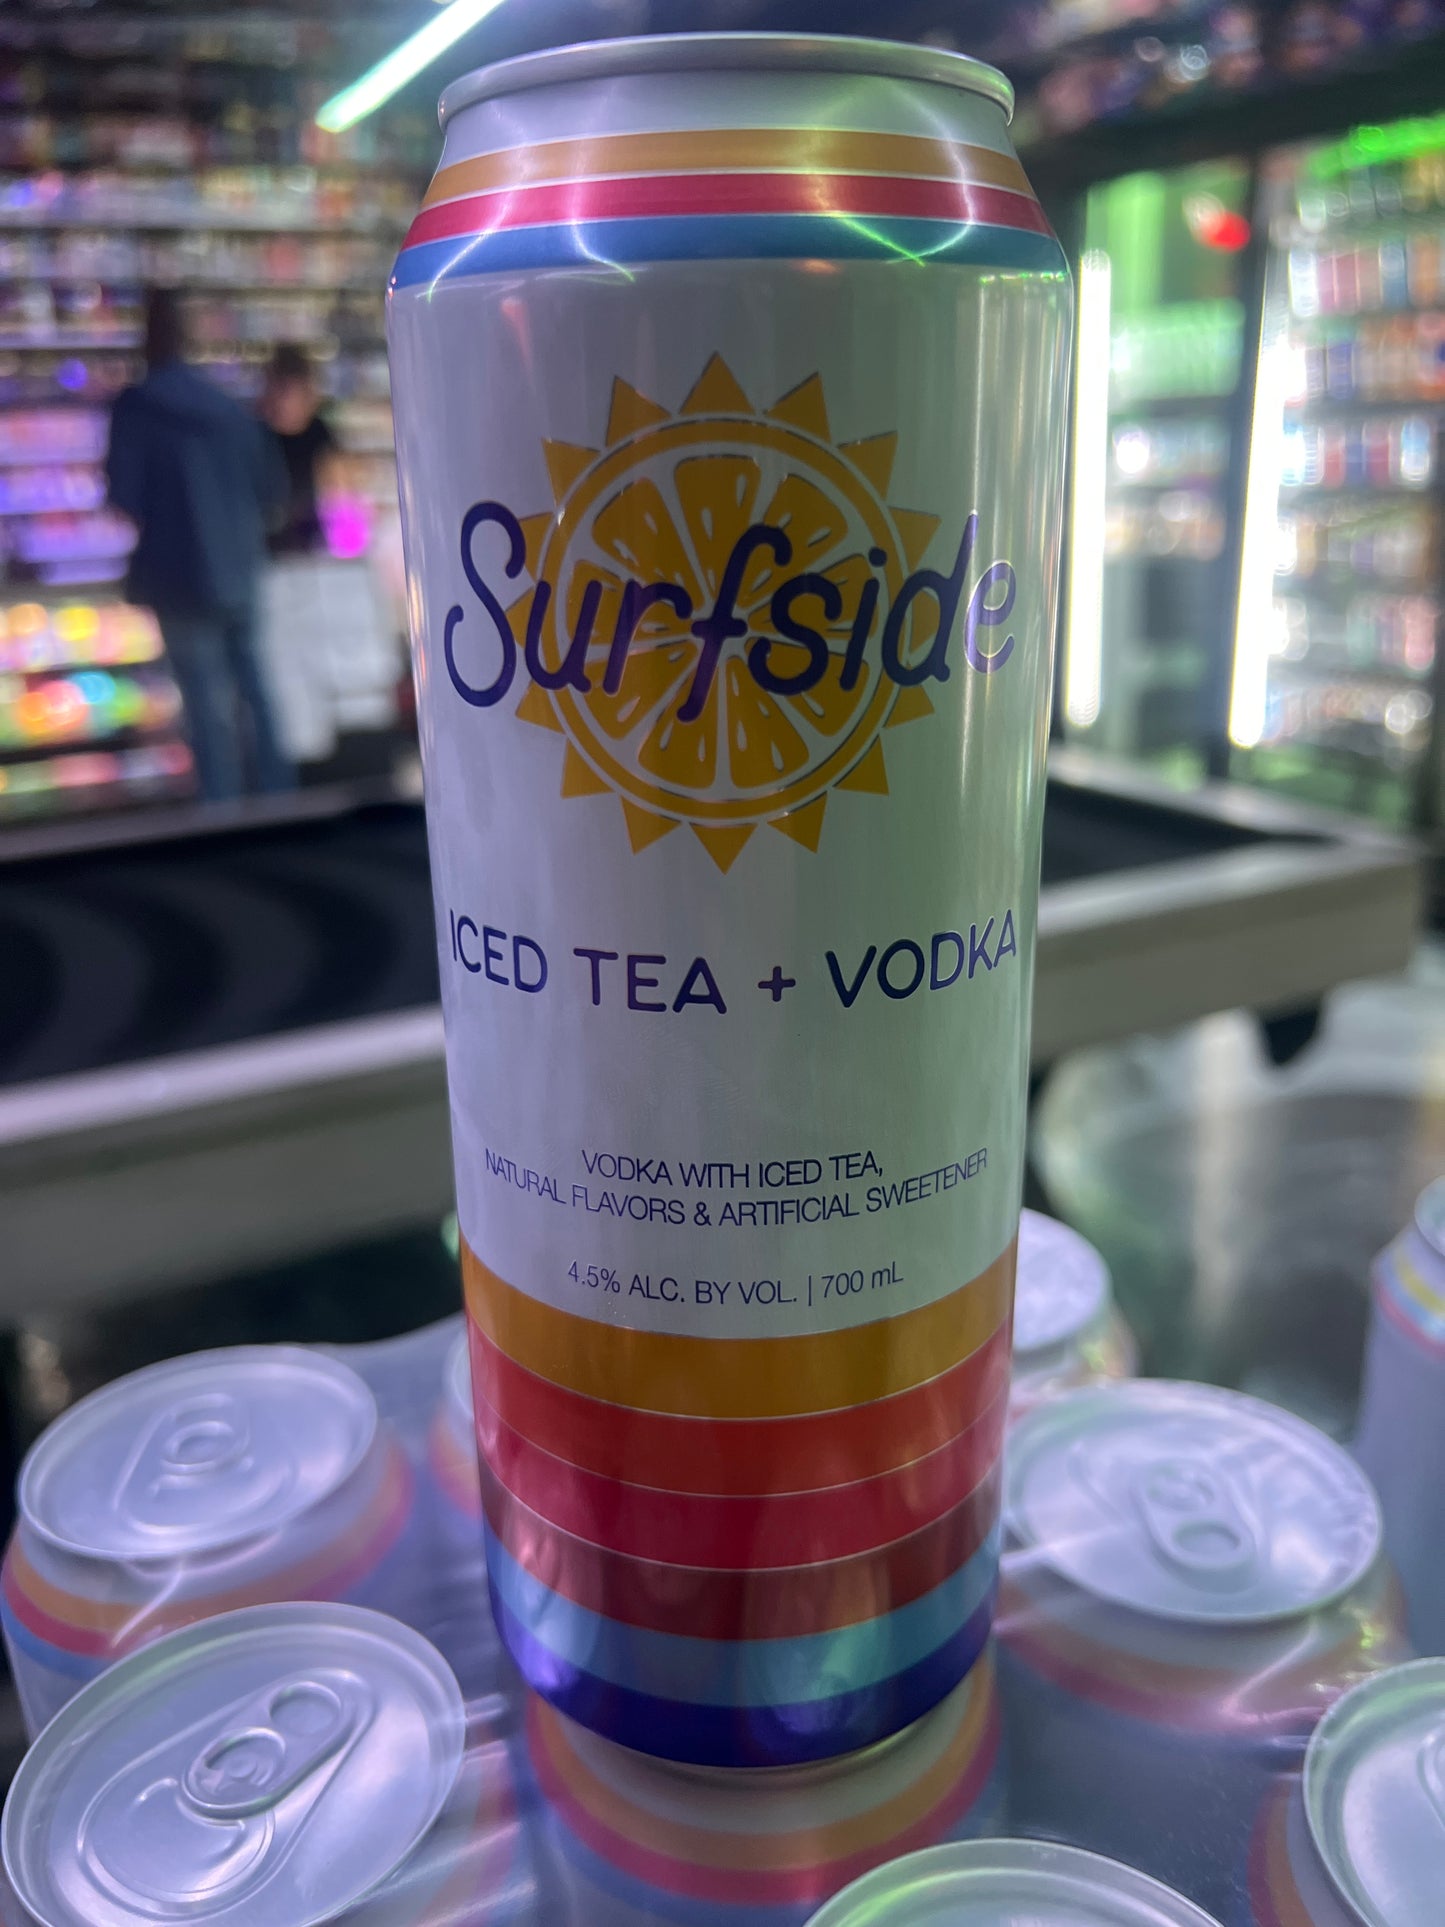 Surfside
ICED TEA + VODKA
VODKA WITH ICED TEA,
NATURAL FLAVORS & ARTIFICIAL SWEETENER
4.5% ALC. BY VOL. | 700 mL